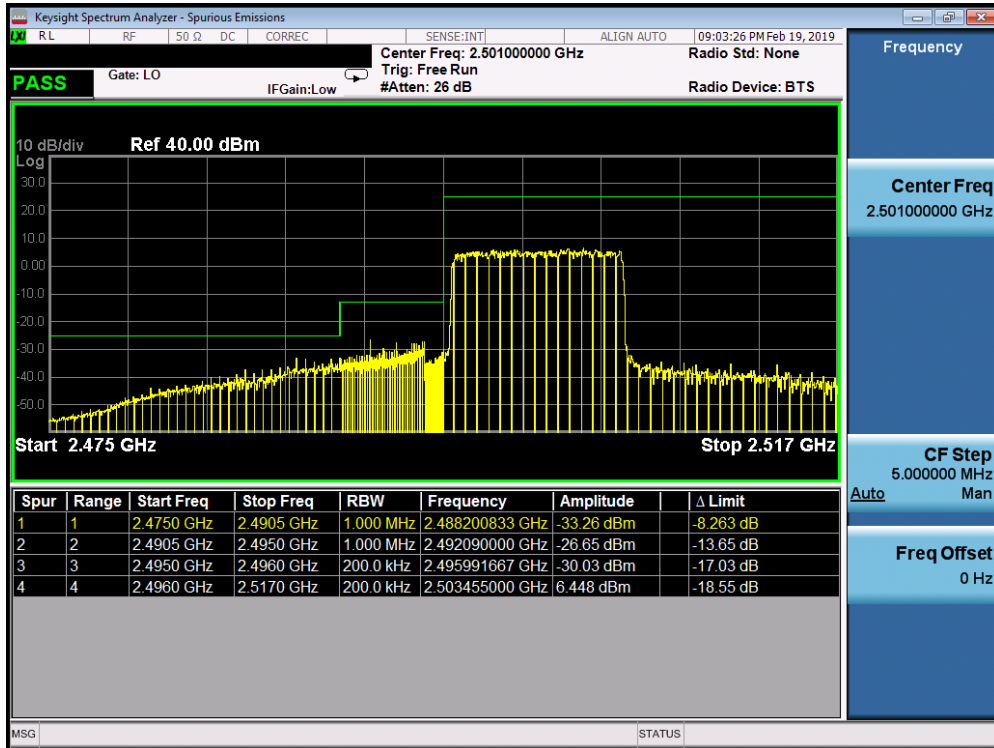 Keysight Spectrum Analyzer - Spurious Emissions
LXI RL RF 50 Ω DC CORREC SENSE:INT ALIGN AUTO 09:03:26 PM Feb 19, 2019
Center Freq: 2.501000000 GHz Radio Std: None
PASS Gate: LO Trig: Free Run
IFGain:Low #Atten: 26 dB Radio Device: BTS
Frequency
10 dB/div Ref 40.00 dBm
Log
30.0
20.0
10.0
0.00
-10.0
-20.0
-30.0
-40.0
-50.0
Start 2.475 GHz Stop 2.517 GHz
Spur Range Start Freq Stop Freq RBW Frequency Amplitude Δ Limit
1 1 2.4750 GHz 2.4905 GHz 1.000 MHz 2.488200833 GHz -33.26 dBm -8.263 dB
2 2 2.4905 GHz 2.4950 GHz 1.000 MHz 2.492090000 GHz -26.65 dBm -13.65 dB
3 3 2.4950 GHz 2.4960 GHz 200.0 kHz 2.495991667 GHz -30.03 dBm -17.03 dB
4 4 2.4960 GHz 2.5170 GHz 200.0 kHz 2.503455000 GHz 6.448 dBm -18.55 dB
Center Freq
2.501000000 GHz
CF Step
5.000000 MHz
Auto Man
Freq Offset
0 Hz
MSG STATUS